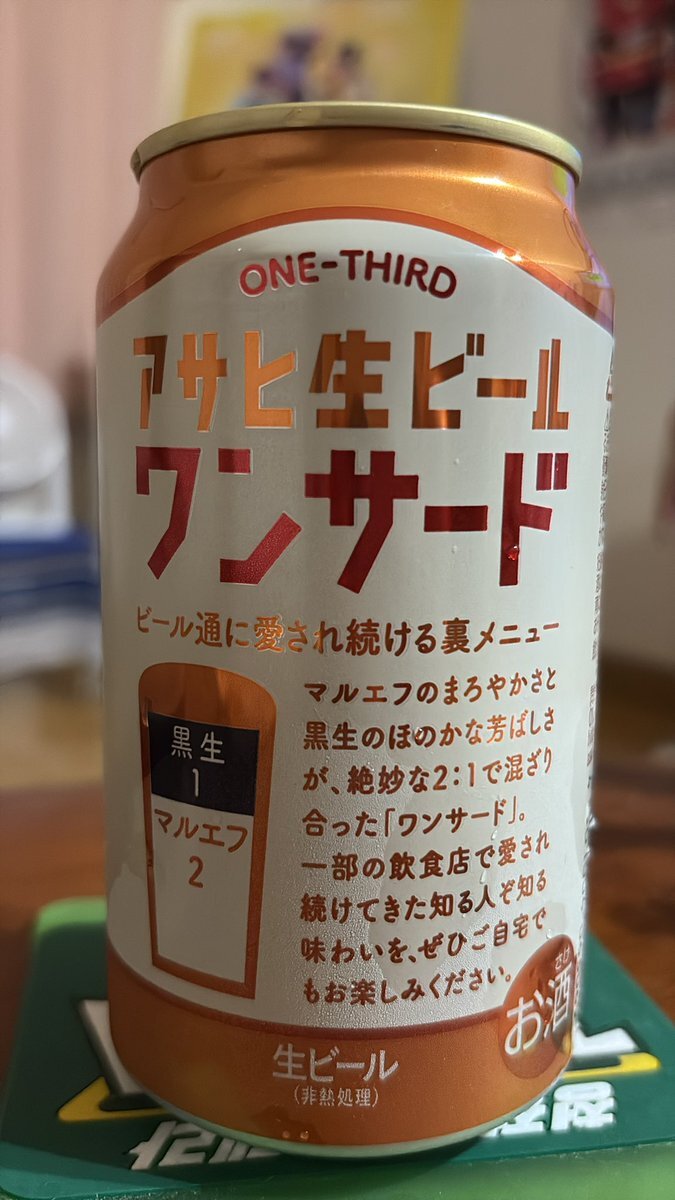 ONE-THIRD
アサヒ生ビール
ワンサード
ビール通に愛され続ける裏メニュー
黒生
1
マルエフ
2
マルエフのまろやかさと
黒生のほのかな芳ばしさ
が、絶妙な2:1で混ざり
合った「ワンサード」。
一部の飲食店で愛され
続けてきた知る人ぞ知る
味わいを、ぜひご自宅で
もお楽しみください。
さけ
お酒
生ビール
(非熱処理)